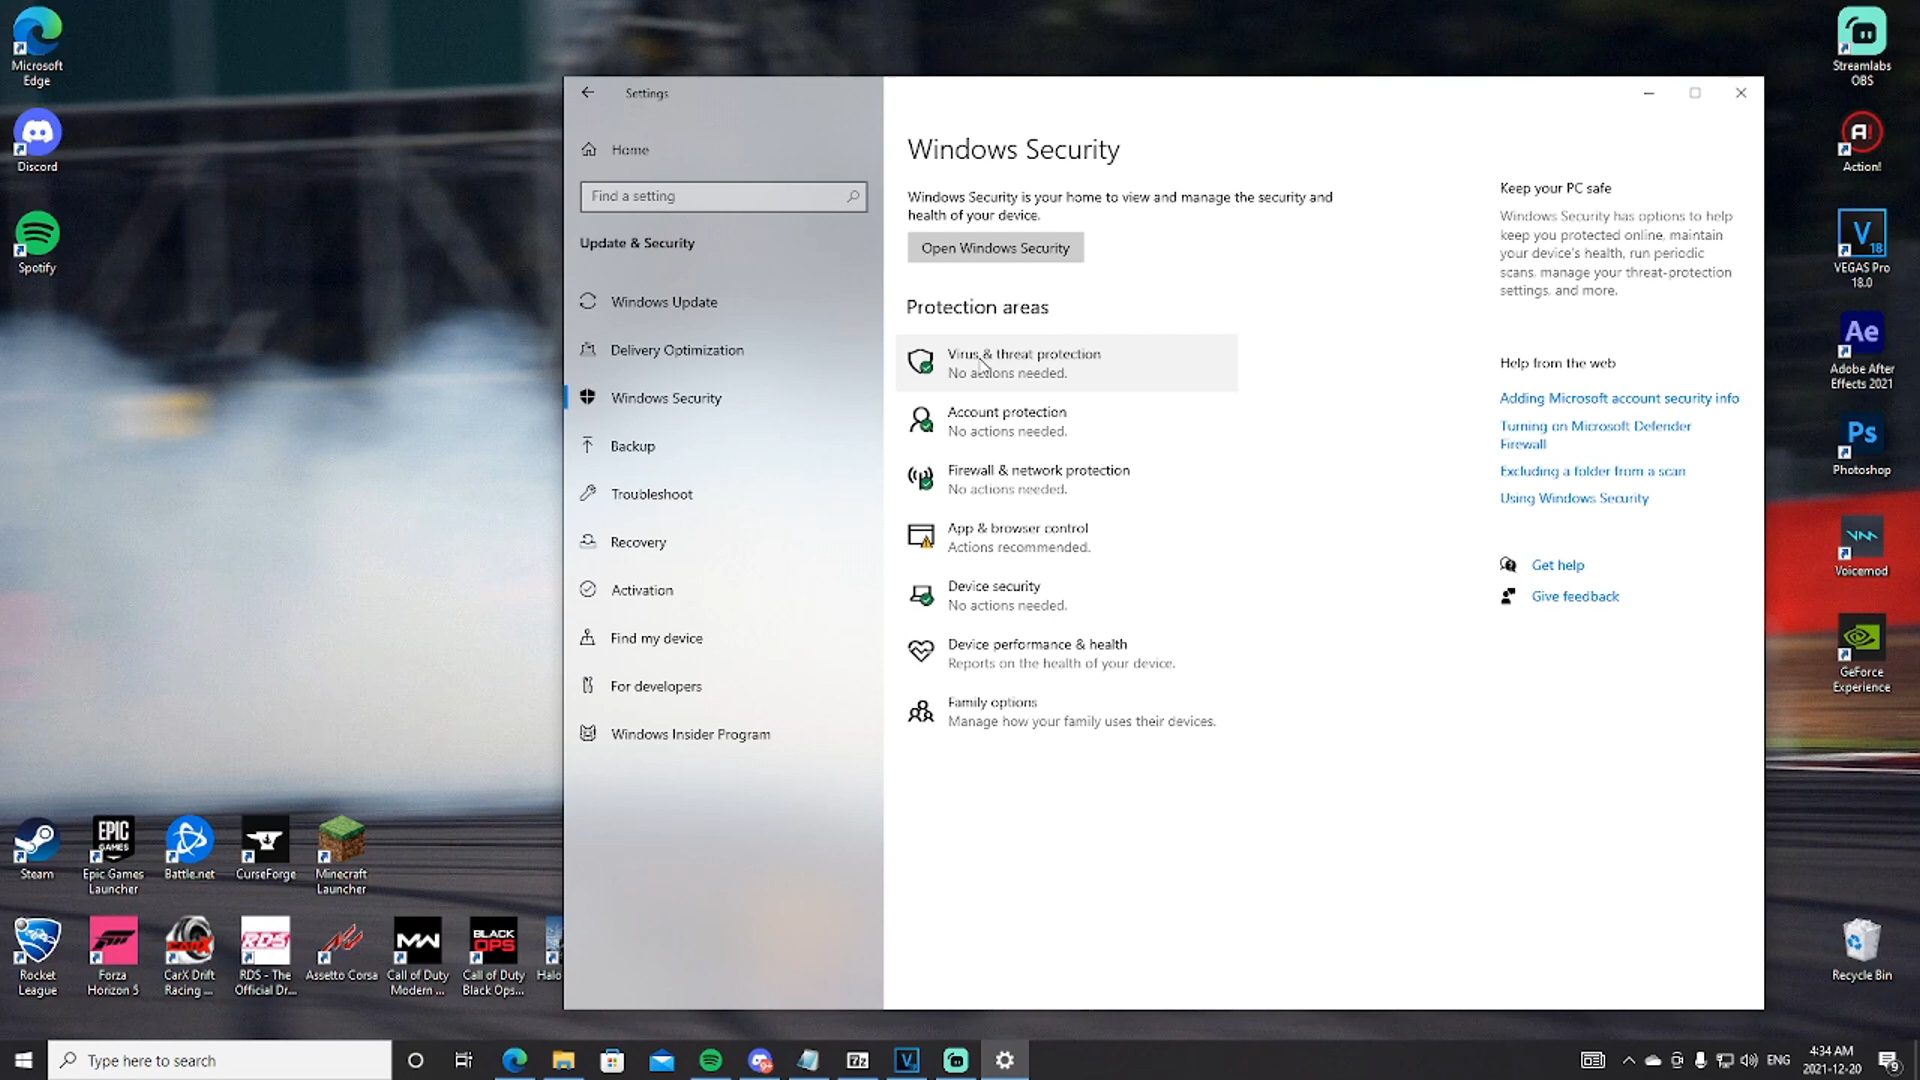 Microsoft
Edge
Discord
Spotify
Settings
Home
Find a setting
Update & Security
Windows Update
Delivery Optimization
Windows Security
Backup
Troubleshoot
Recovery
Activation
Find my device
For developers
Windows Insider Program
Windows Security
Windows Security is your home to view and manage the security and
health of your device.
Open Windows Security
Protection areas
Virus & threat protection
No actions needed.
Account protection
No actions needed.
Firewall & network protection
No actions needed.
App & browser control
Actions recommended.
Device security
No actions needed.
Device performance & health
Reports on the health of your device.
Family options
Manage how your family uses their devices.
Keep your PC safe
Windows Security has options to help
keep you protected online, maintain
your device's health, run periodic
scans, manage your threat-protection
settings, and more.
Help from the web
Adding Microsoft account security info
Turning on Microsoft Defender
Firewall
Excluding a folder from a scan
Using Windows Security
Get help
Give feedback
Streamlabs
OBS
A!
Action!
V
18
VEGAS Pro
18.0
Ae
Adobe After
Effects 2021
Ps
Photoshop
Voicemod
GeForce
Experience
Recycle Bin
Steam
EPIC
GAMES
Epic Games
Launcher
Battle.net
CurseForge
Minecraft
Launcher
Rocket
League
Forza
Horizon 5
CarX Drift
Racing ...
RDS
RDS - The
Official Dr...
Assetto Corsa
MW
Call of Duty
Modern ...
BLACK
OPS
Call of Duty
Black Ops...
Halo
Type here to search
7z
V
ENG
4:34 AM
2021-12-20
9